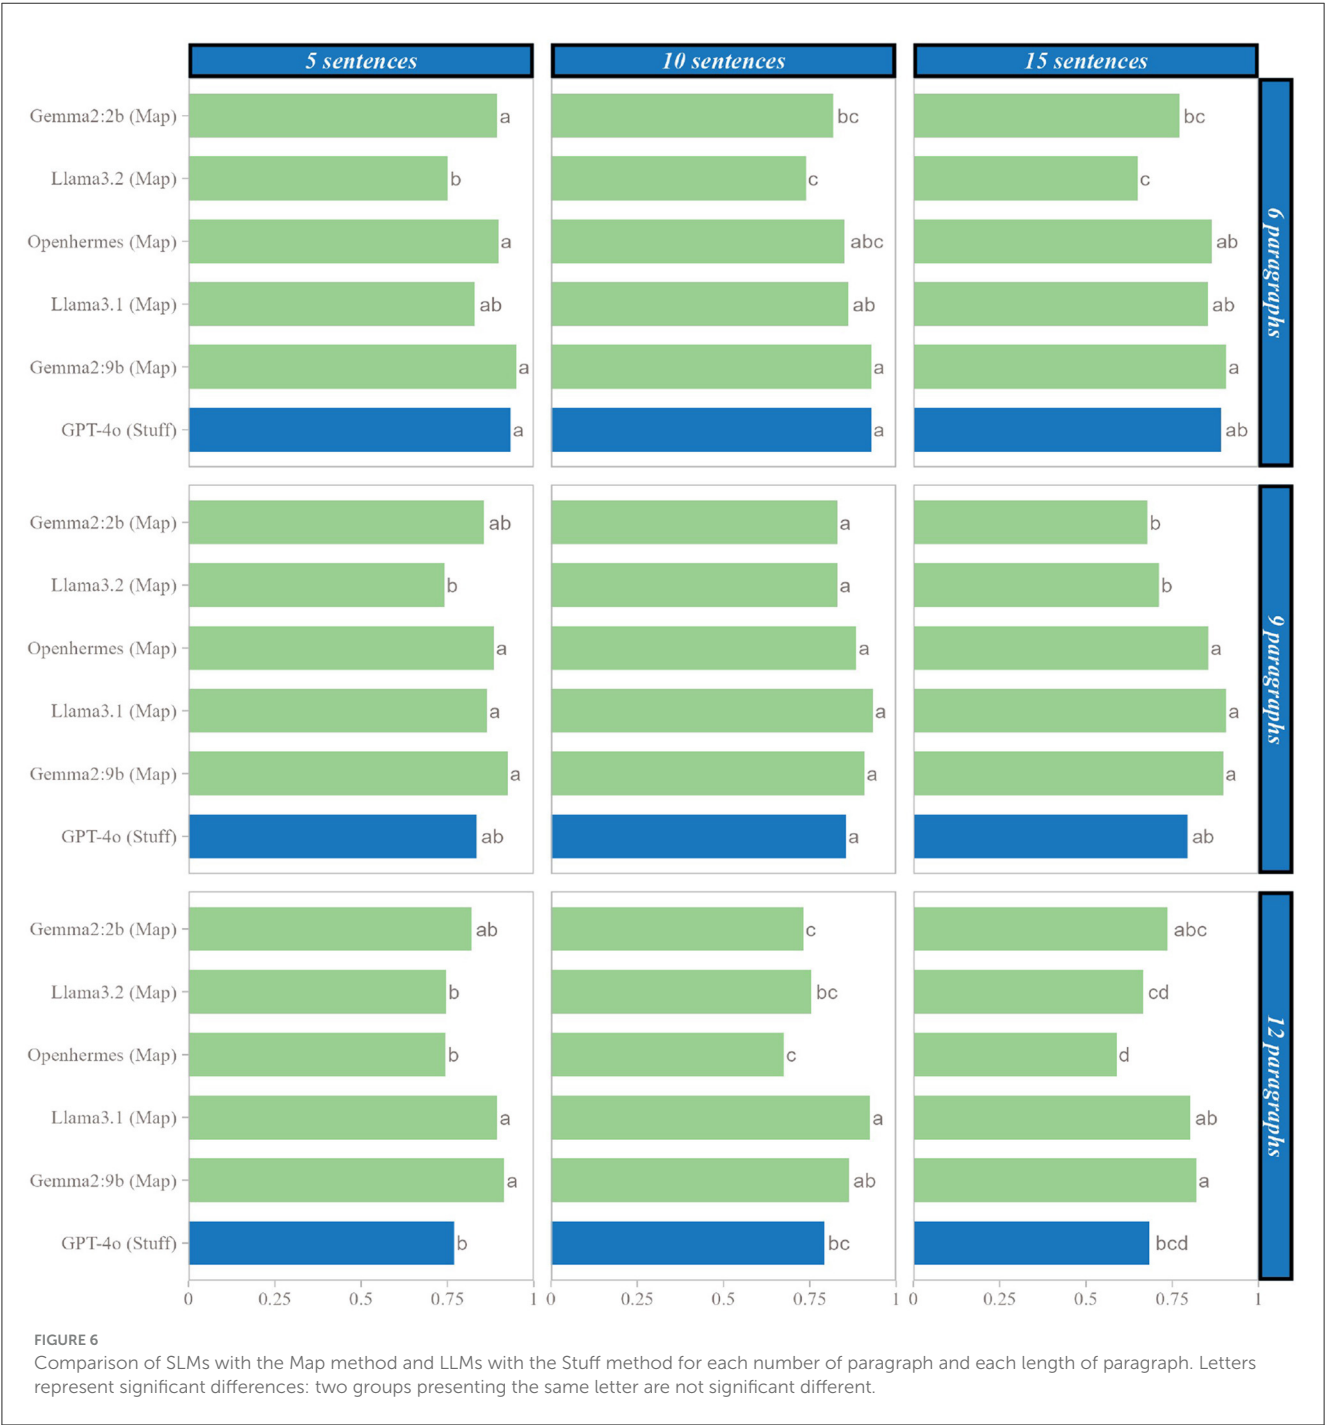 5 sentences
10 sentences
15 sentences
6 paragraphs
Gemma2:2b (Map)
a
bc
bc
Llama3.2 (Map)
b
c
c
Openhermes (Map)
a
abc
ab
Llama3.1 (Map)
ab
ab
ab
Gemma2:9b (Map)
a
a
a
GPT-4o (Stuff)
a
a
ab
9 paragraphs
Gemma2:2b (Map)
ab
a
b
Llama3.2 (Map)
b
a
b
Openhermes (Map)
a
a
a
Llama3.1 (Map)
a
a
a
Gemma2:9b (Map)
a
a
a
GPT-4o (Stuff)
ab
a
ab
12 paragraphs
Gemma2:2b (Map)
ab
c
abc
Llama3.2 (Map)
b
bc
cd
Openhermes (Map)
b
c
d
Llama3.1 (Map)
a
a
ab
Gemma2:9b (Map)
a
ab
a
GPT-4o (Stuff)
b
bc
bcd
0 0.25 0.5 0.75 1
0 0.25 0.5 0.75 1
0 0.25 0.5 0.75 1
FIGURE 6
Comparison of SLMs with the Map method and LLMs with the Stuff method for each number of paragraph and each length of paragraph. Letters
represent significant differences: two groups presenting the same letter are not significant different.